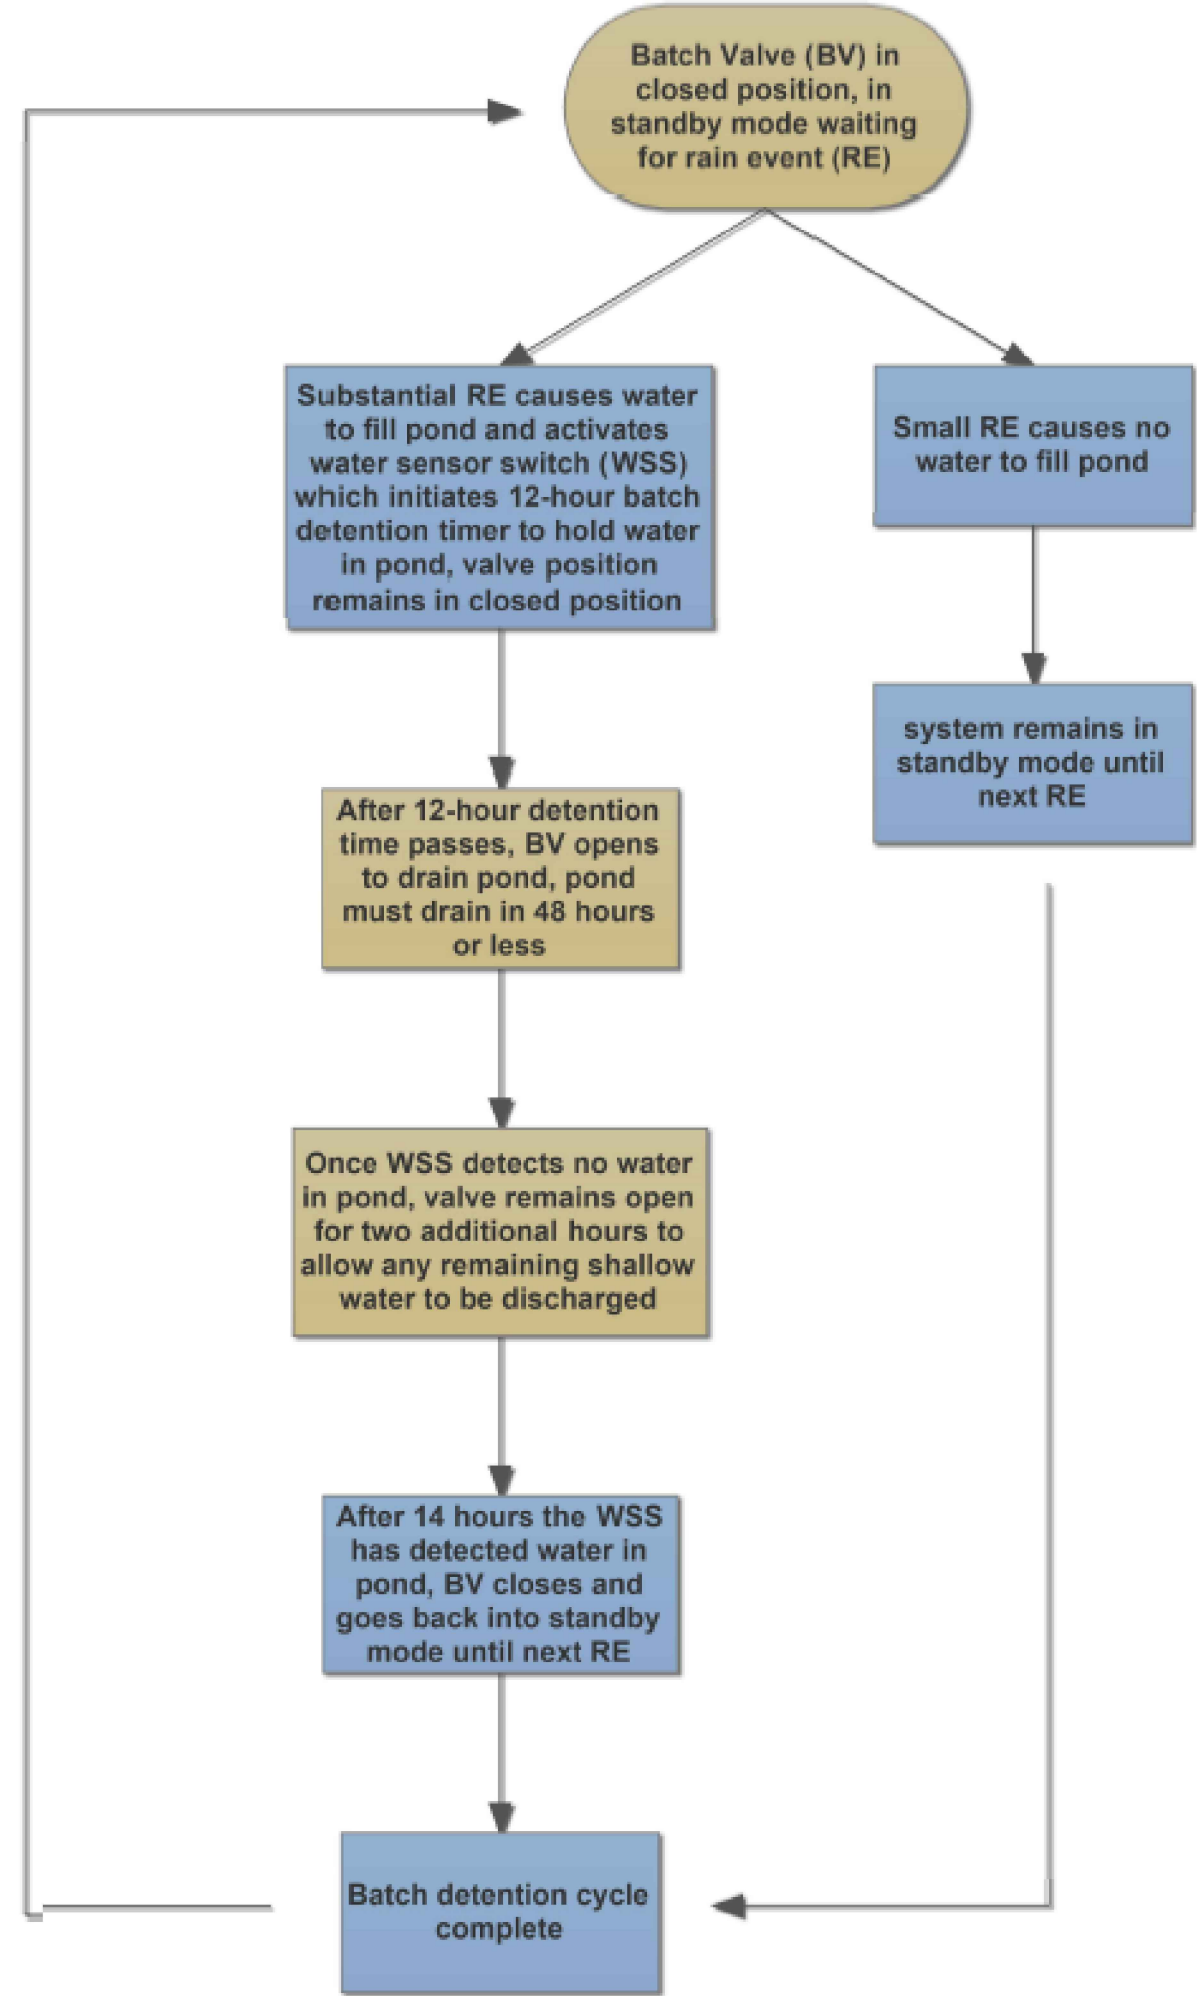 Batch Valve (BV) in
closed position, in
standby mode waiting
for rain event (RE)
Substantial RE causes water
to fill pond and activates
water sensor switch (WSS)
which initiates 12-hour batch
detention timer to hold water
in pond, valve position
remains in closed position
Small RE causes no
water to fill pond
system remains in
standby mode until
next RE
After 12-hour detention
time passes, BV opens
to drain pond, pond
must drain in 48 hours
or less
Once WSS detects no water
in pond, valve remains open
for two additional hours to
allow any remaining shallow
water to be discharged
After 14 hours the WSS
has detected water in
pond, BV closes and
goes back into standby
mode until next RE
Batch detention cycle
complete